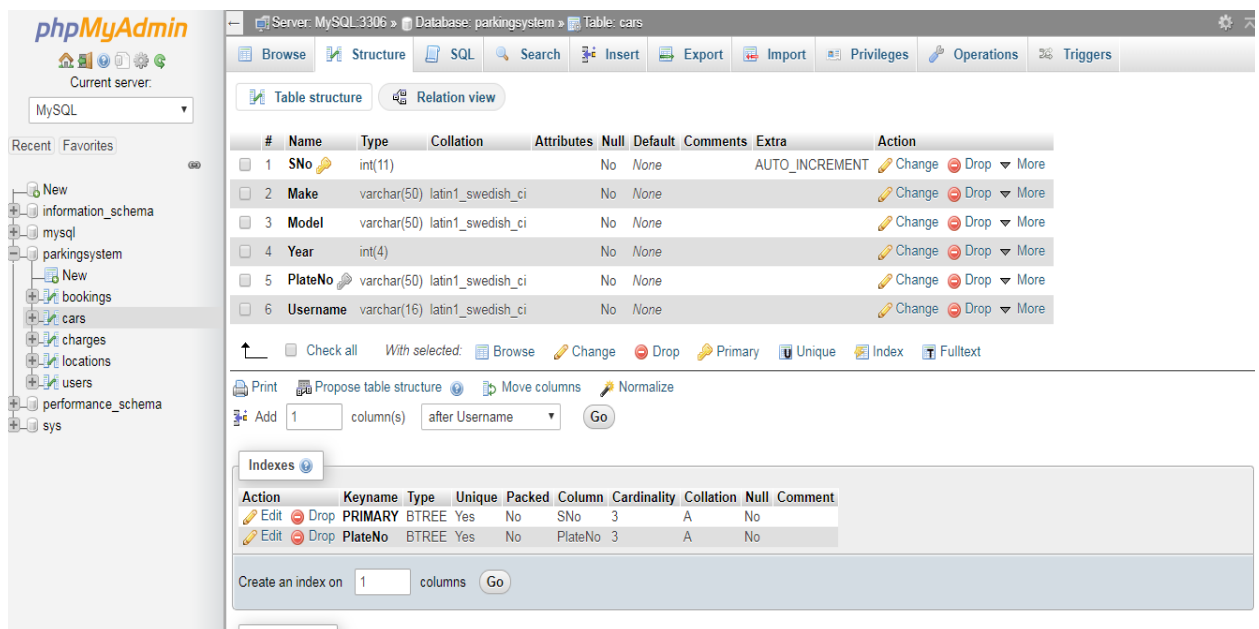 phpMyAdmin
Current server:
MySQL
Recent Favorites
New
information_schema
mysql
parkingsystem
New
bookings
cars
charges
locations
users
performance_schema
sys
Server: MySQL:3306 » Database: parkingsystem » Table: cars
Browse Structure SQL Search Insert Export Import Privileges Operations Triggers
Table structure Relation view
# Name Type Collation Attributes Null Default Comments Extra Action
1 SNo int(11) No None AUTO_INCREMENT Change Drop More
2 Make varchar(50) latin1_swedish_ci No None Change Drop More
3 Model varchar(50) latin1_swedish_ci No None Change Drop More
4 Year int(4) No None Change Drop More
5 PlateNo varchar(50) latin1_swedish_ci No None Change Drop More
6 Username varchar(16) latin1_swedish_ci No None Change Drop More
Check all With selected: Browse Change Drop Primary Unique Index Fulltext
Print Propose table structure Move columns Normalize
Add 1 column(s) after Username Go
Indexes
Action Keyname Type Unique Packed Column Cardinality Collation Null Comment
Edit Drop PRIMARY BTREE Yes No SNo 3 A No
Edit Drop PlateNo BTREE Yes No PlateNo 3 A No
Create an index on 1 columns Go